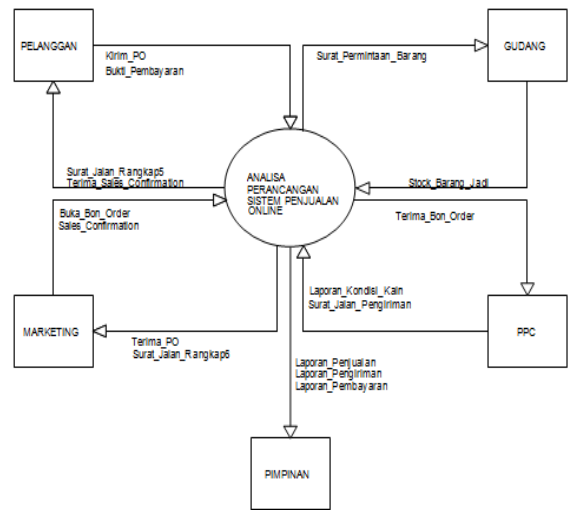 PELANGGAN
Kirim_PO
Bukti_Pembayaran
Surat_Permintaan_Barang
GUDANG
ANALISA
PERANCANGAN
SISTEM PENJUALAN
ONLINE
Surat_Jalan_Rangkap5
Terima_Sales_Confirmation
Stock_Barang_Jadi
Buka_Bon_Order
Sales_Confirmation
Terima_Bon_Order
Laporan_Kondisi_Kain
Surat_Jalan_Pengiriman
MARKETING
PPC
Terima_PO
Surat_Jalan_Rangkap6
Laporan_Penjualan
Laporan_Pengiriman
Laporan_Pembayaran
PIMPINAN